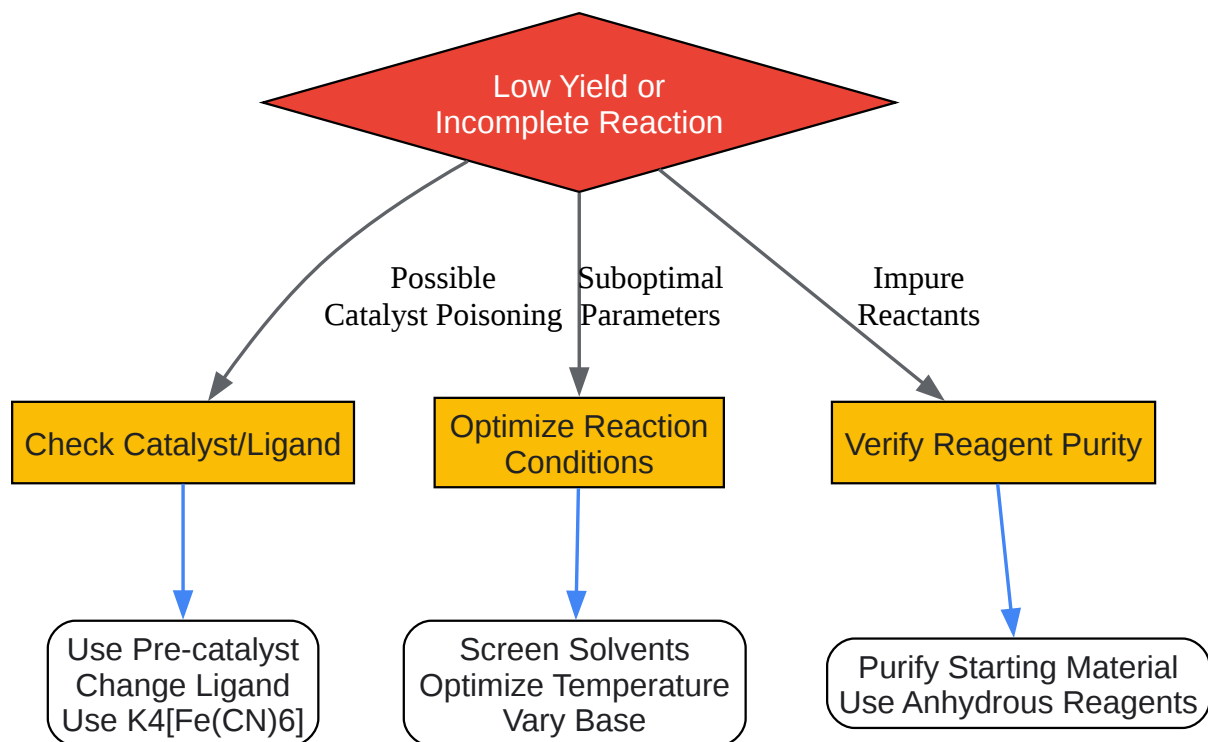 Low Yield or
Incomplete Reaction
Possible
Catalyst Poisoning
Suboptimal
Parameters
Impure
Reactants
Check Catalyst/Ligand
Optimize Reaction
Conditions
Verify Reagent Purity
Use Pre-catalyst
Change Ligand
Use K4[Fe(CN)6]
Screen Solvents
Optimize Temperature
Vary Base
Purify Starting Material
Use Anhydrous Reagents